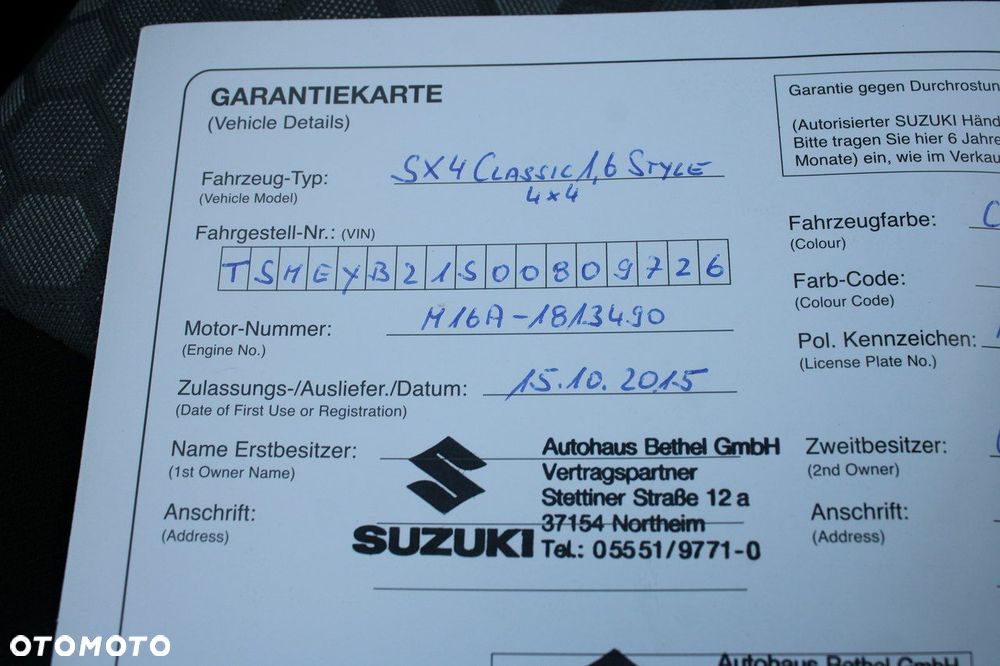 GARANTIEKARTE
(Vehicle Details)
Fahrzeug-Typ: SX4 CLASSIC 1,6 STYLE
(Vehicle Model) 4x4
Fahrgestell-Nr.: (VIN)
TSMEYB21S00809726
Motor-Nummer: M16A-1813490
(Engine No.)
Zulassungs-/Ausliefer./Datum: 15.10.2015
(Date of First Use or Registration)
Name Erstbesitzer:
(1st Owner Name)
Anschrift:
(Address)
SUZUKI
Autohaus Bethel GmbH
Vertragspartner
Stettiner Straße 12 a
37154 Northeim
Tel.: 05551/9771-0
Garantie gegen Durchrostun
(Autorisierter SUZUKI Händ
Bitte tragen Sie hier 6 Jahre
Monate) ein, wie im Verkau
Fahrzeugfarbe: C
(Colour)
Farb-Code:
(Colour Code)
Pol. Kennzeichen:
(License Plate No.)
Zweitbesitzer:
(2nd Owner)
Anschrift:
(Address)
Autohaus Bethel GmbH
OTOMOTO